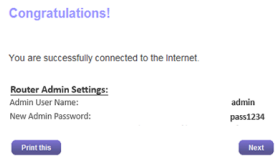 Congratulations!
You are successfully connected to the Internet.
Router Admin Settings:
Admin User Name: admin
New Admin Password: pass1234
Print this Next